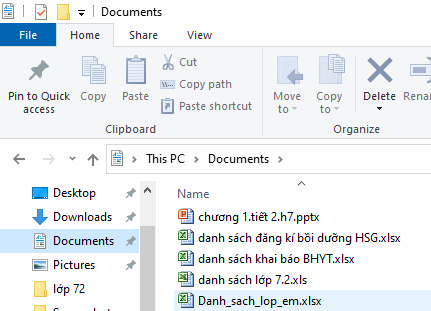 Documents
File Home Share View
Pin to Quick access
Copy
Paste
Cut
Copy path
Paste shortcut
Move to
Copy to
Delete
Clipboard
Organize
This PC > Documents >
Desktop
Downloads
Documents
Pictures
lớp 72
Name
chương 1.tiết 2.h7.pptx
danh sách đăng kí bồi dưỡng HSG.xlsx
danh sách khai báo BHYT.xlsx
danh sách lớp 7.2.xls
Danh_sach_lop_em.xlsx